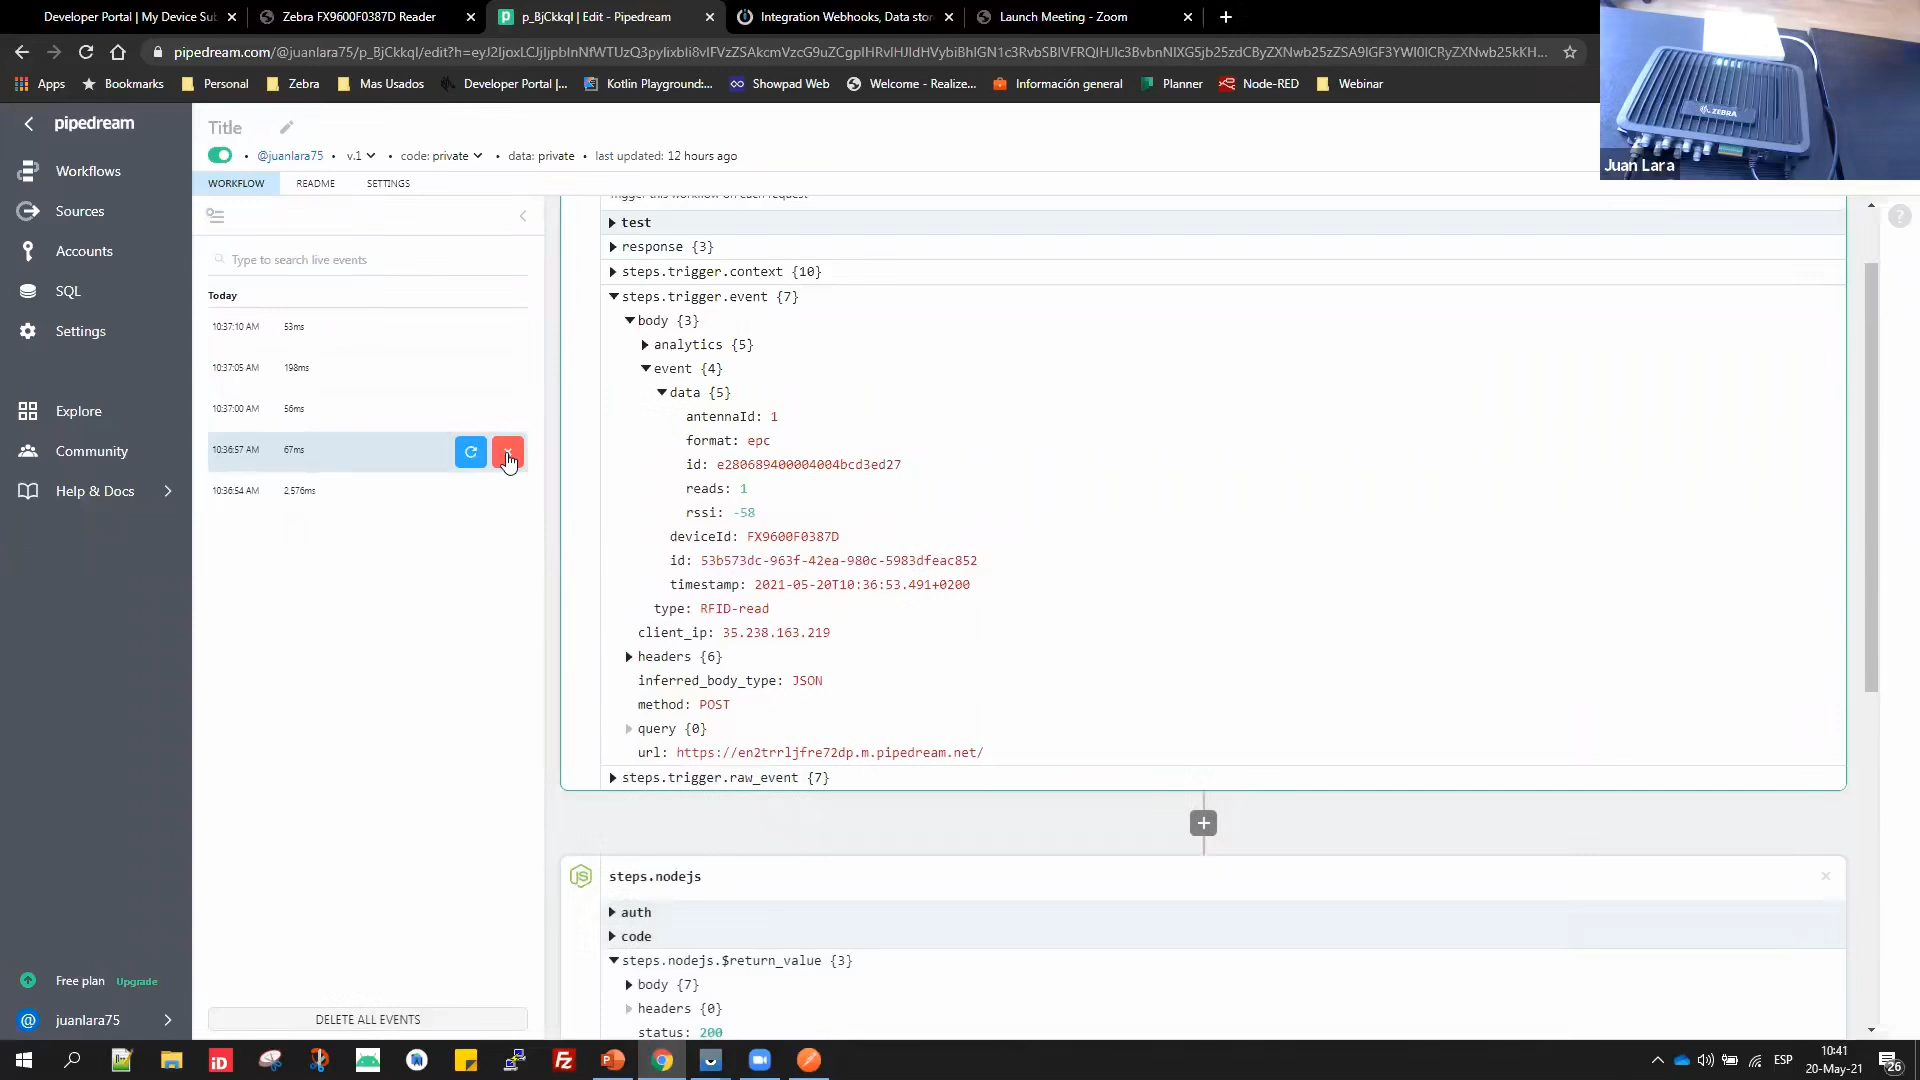 Developer Portal | My Device Sub
Zebra FX9600F0387D Reader
p_BjCkkqI | Edit - Pipedream
Integration Webhooks, Data stor
Launch Meeting - Zoom
Apps
Bookmarks
Personal
Zebra
Mas Usados
Developer Portal |...
Kotlin Playground:...
Showpad Web
Welcome - Realize...
Información general
Planner
Node-RED
Webinar
ZEBRA
Juan Lara
pipedream
Workflows
Sources
Accounts
SQL
Settings
Explore
Community
Help & Docs
Free plan Upgrade
juanlara75
Title
• @juanlara75 • v.1 • code: private • data: private • last updated: 12 hours ago
WORKFLOW README SETTINGS
Type to search live events
Today
10:37:10 AM 53ms
10:37:05 AM 198ms
10:37:00 AM 56ms
10:36:57 AM 67ms
10:36:54 AM 2,576ms
DELETE ALL EVENTS
Trigger this workflow on each request
test
response {3}
steps.trigger.context {10}
steps.trigger.event {7}
body {3}
analytics {5}
event {4}
data {5}
antennaId: 1
format: epc
id: e280689400004004bcd3ed27
reads: 1
rssi: -58
deviceId: FX9600F0387D
id: 53b573dc-963f-42ea-980c-5983dfeac852
timestamp: 2021-05-20T10:36:53.491+0200
type: RFID-read
client_ip: 35.238.163.219
headers {6}
inferred_body_type: JSON
method: POST
query {0}
url: https://en2trrljfre72dp.m.pipedream.net/
steps.trigger.raw_event {7}
steps.nodejs
auth
code
steps.nodejs.$return_value {3}
body {7}
headers {0}
status: 200
ESP
10:41
20-May-21
26